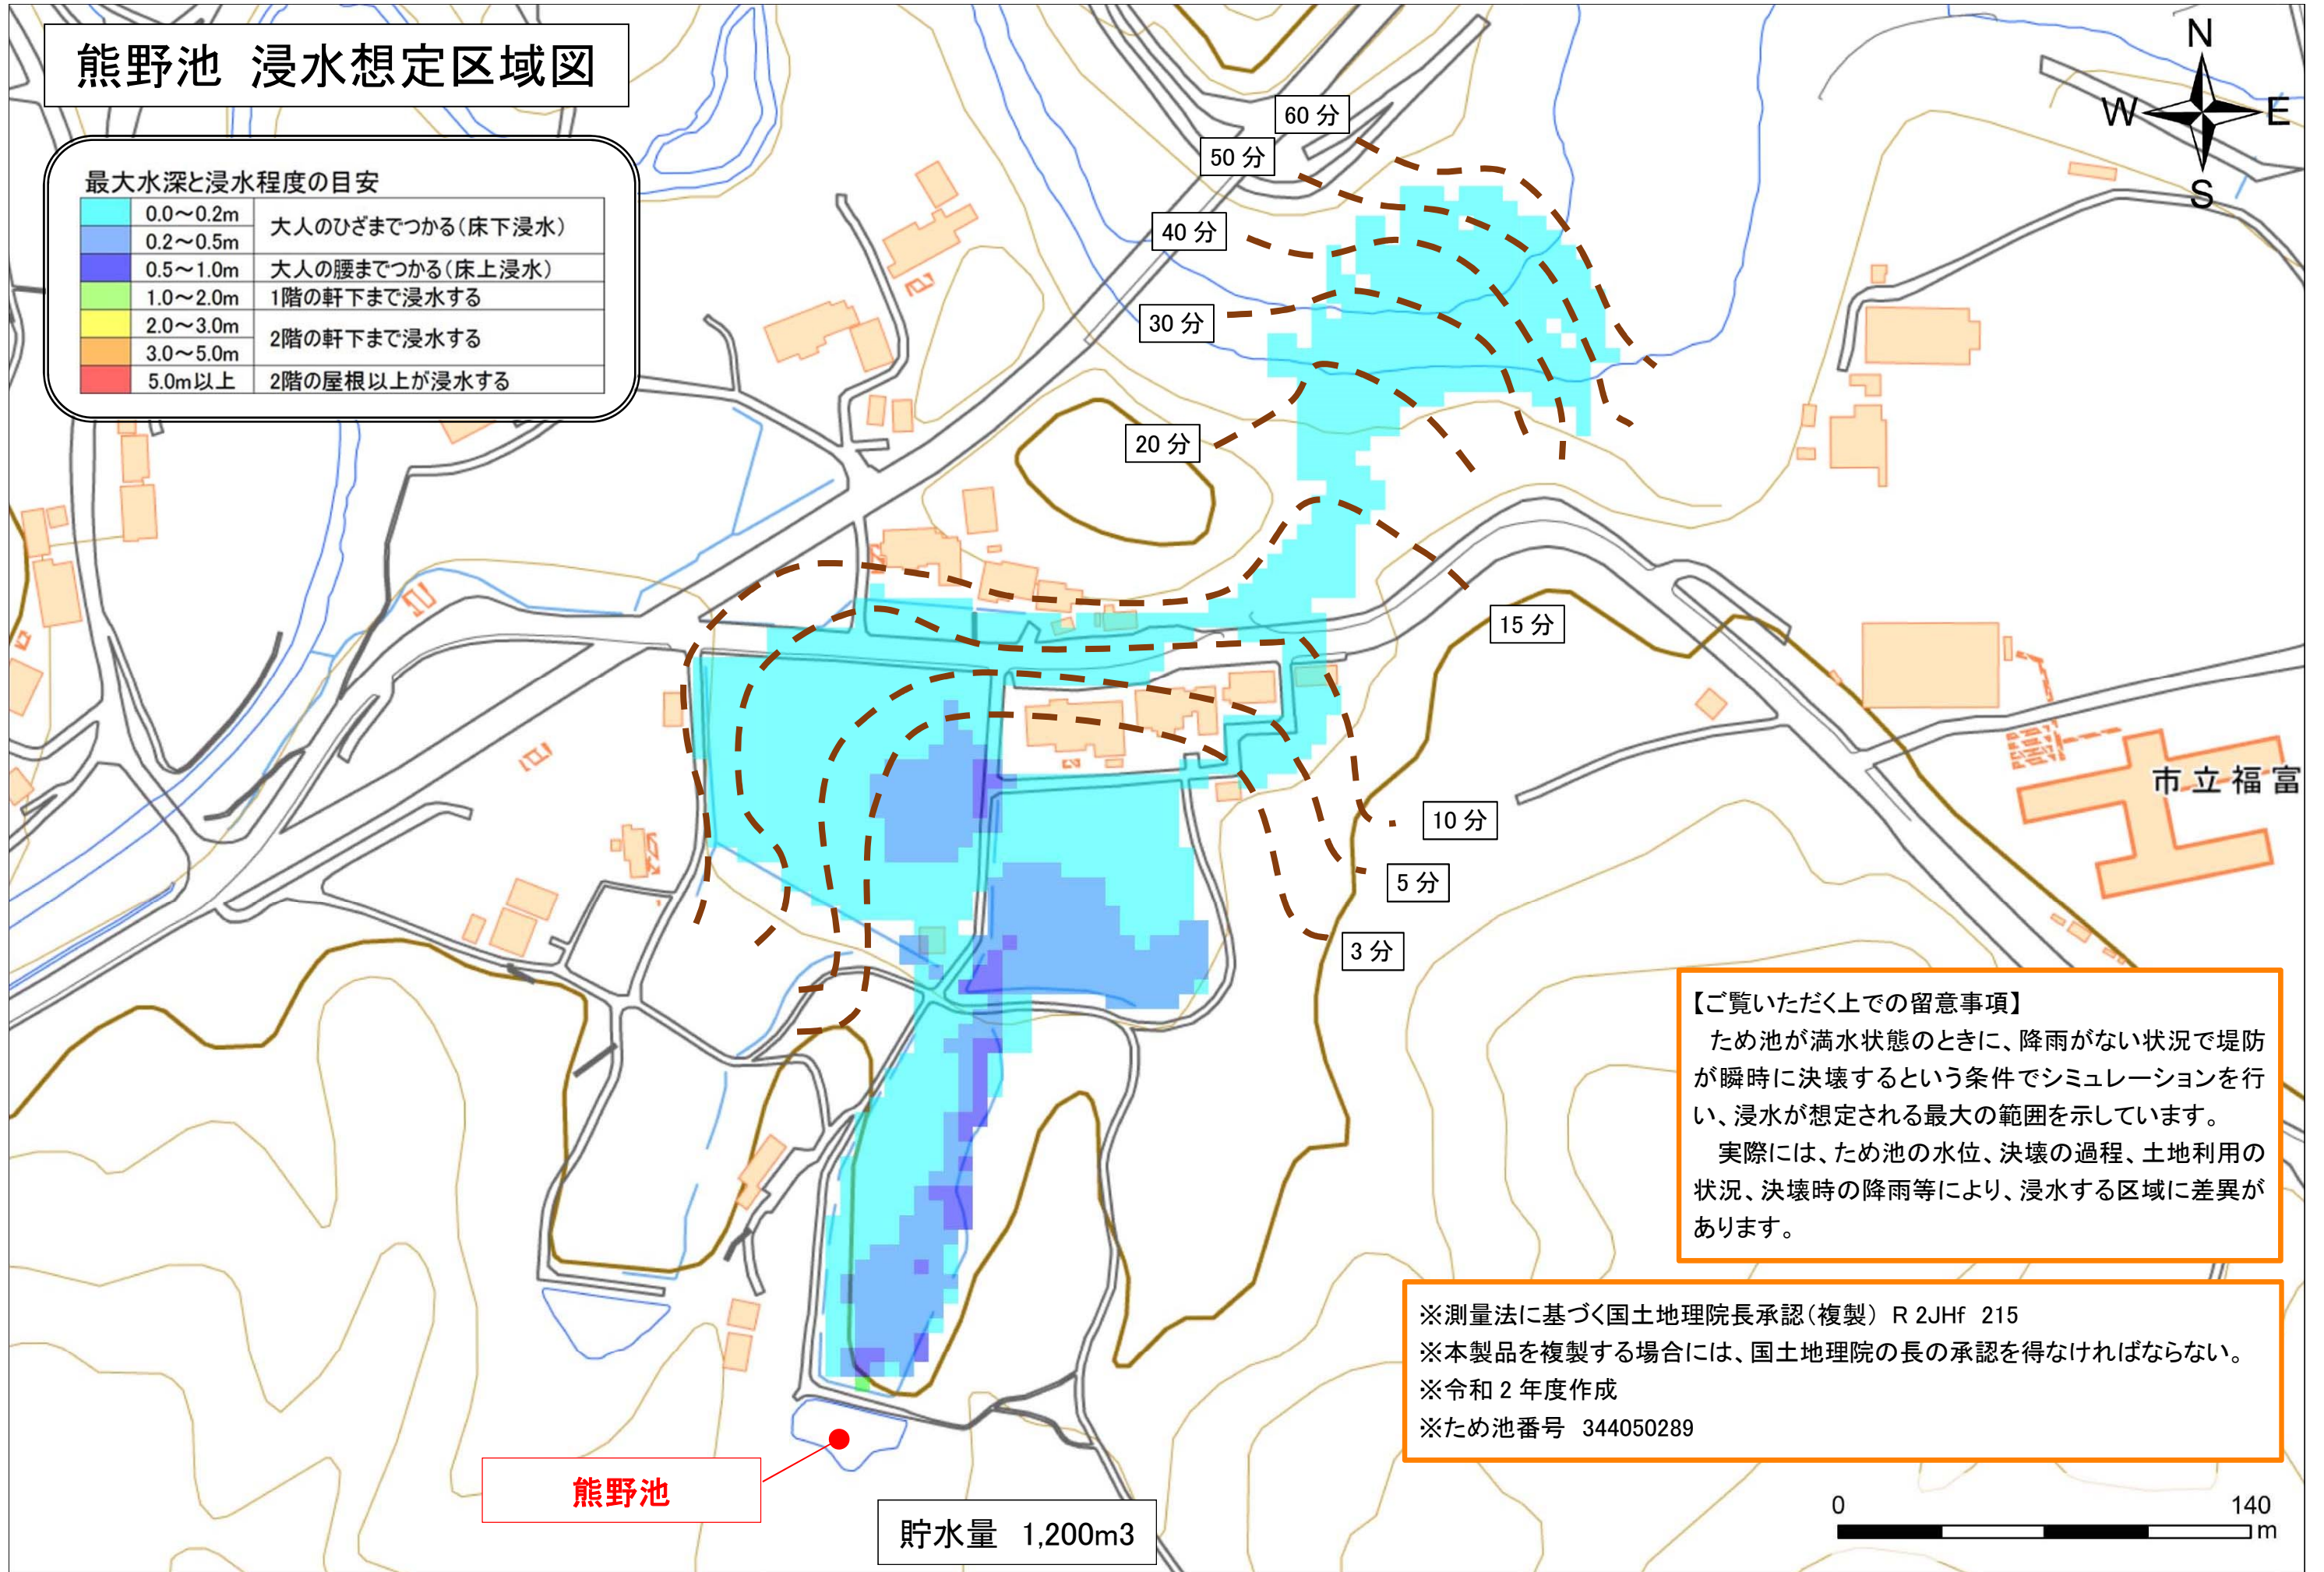 熊野池 浸水想定区域図
最大水深と浸水程度の目安
0.0～0.2m
大人のひざまでつかる(床下浸水)
0.2～0.5m
0.5～1.0m 大人の腰までつかる(床上浸水)
1.0～2.0m 1階の軒下まで浸水する
2.0～3.0m
2階の軒下まで浸水する
3.0～5.0m
5.0m以上 2階の屋根以上が浸水する
N
W E
S
60 分
50 分
40 分
30 分
20 分
15 分
10 分
5 分
3 分
市立福富
【ご覧いただく上での留意事項】
ため池が満水状態のときに、降雨がない状況で堤防
が瞬時に決壊するという条件でシミュレーションを行
い、浸水が想定される最大の範囲を示しています。
実際には、ため池の水位、決壊の過程、土地利用の
状況、決壊時の降雨等により、浸水する区域に差異が
あります。
※測量法に基づく国土地理院長承認(複製) R 2JHf 215
※本製品を複製する場合には、国土地理院の長の承認を得なければならない。
※令和 2 年度作成
※ため池番号 344050289
熊野池
貯水量 1,200m3
0 140
m